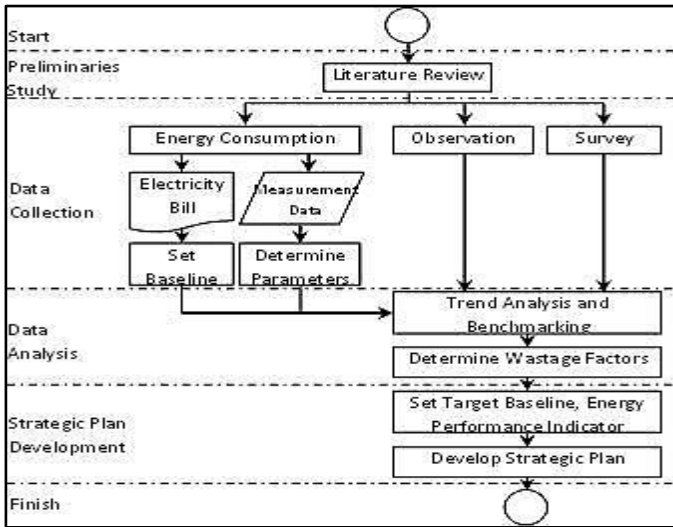 Start
Preliminaries
Study
Literature Review
Energy Consumption
Observation
Survey
Data
Collection
Electricity
Bill
Measurement
Data
Set
Baseline
Determine
Parameters
Data
Analysis
Trend Analysis and
Benchmarking
Determine Wastage Factors
Strategic Plan
Development
Set Target Baseline, Energy
Performance Indicator
Develop Strategic Plan
Finish